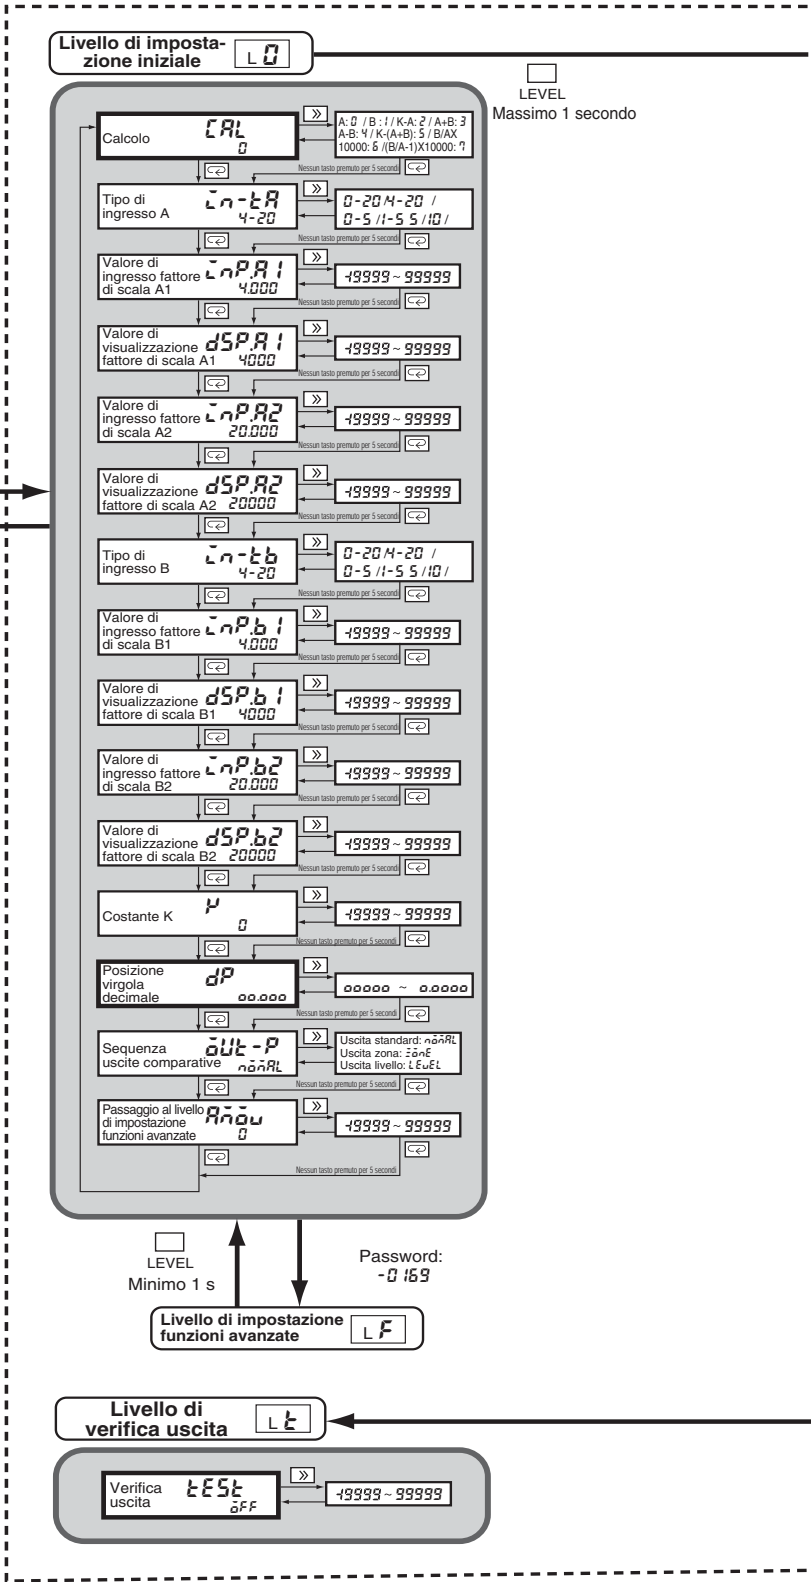 Livello di imposta-
zione iniziale L 0
LEVEL
Massimo 1 secondo
Calcolo CAL
0
A: 0 / B : 1 / K-A: 2 / A+B: 3
A-B: 4 / K-(A+B): 5 / B/AX
10000: 6 /(B/A-1)X10000: 7
Nessun tasto premuto per 5 secondi
Tipo di
ingresso A in-tA
4-20
0-20/4-20 /
0-5 /1-5 5 /10 /
Nessun tasto premuto per 5 secondi
Valore di
ingresso fattore
di scala A1 inP.A1
4.000
-19999 ~ 99999
Nessun tasto premuto per 5 secondi
Valore di
visualizzazione
fattore di scala A1 dSP.A1
4000
-19999 ~ 99999
Nessun tasto premuto per 5 secondi
Valore di
ingresso fattore
di scala A2 inP.A2
20.000
-19999 ~ 99999
Nessun tasto premuto per 5 secondi
Valore di
visualizzazione
fattore di scala A2 dSP.A2
20000
-19999 ~ 99999
Nessun tasto premuto per 5 secondi
Tipo di
ingresso B in-tb
4-20
0-20/4-20 /
0-5 /1-5 5 /10 /
Nessun tasto premuto per 5 secondi
Valore di
ingresso fattore
di scala B1 inP.b1
4.000
-19999 ~ 99999
Nessun tasto premuto per 5 secondi
Valore di
visualizzazione
fattore di scala B1 dSP.b1
4000
-19999 ~ 99999
Nessun tasto premuto per 5 secondi
Valore di
ingresso fattore
di scala B2 inP.b2
20.000
-19999 ~ 99999
Nessun tasto premuto per 5 secondi
Valore di
visualizzazione
fattore di scala B2 dSP.b2
20000
-19999 ~ 99999
Nessun tasto premuto per 5 secondi
Costante K K
0
-19999 ~ 99999
Nessun tasto premuto per 5 secondi
Posizione
virgola
decimale dP
oo.ooo
ooooo ~ o.oooo
Nessun tasto premuto per 5 secondi
Sequenza
uscite comparative oUt-P
noMAL
Uscita standard: noMAL
Uscita zona: ZonE
Uscita livello: LEvEL
Nessun tasto premuto per 5 secondi
Passaggio al livello
di impostazione
funzioni avanzate AMov
0
-19999 ~ 99999
Nessun tasto premuto per 5 secondi
LEVEL
Minimo 1 s
Password:
-0169
Livello di impostazione
funzioni avanzate L F
Livello di
verifica uscita L t
Verifica
uscita tESt
oFF
-19999 ~ 99999